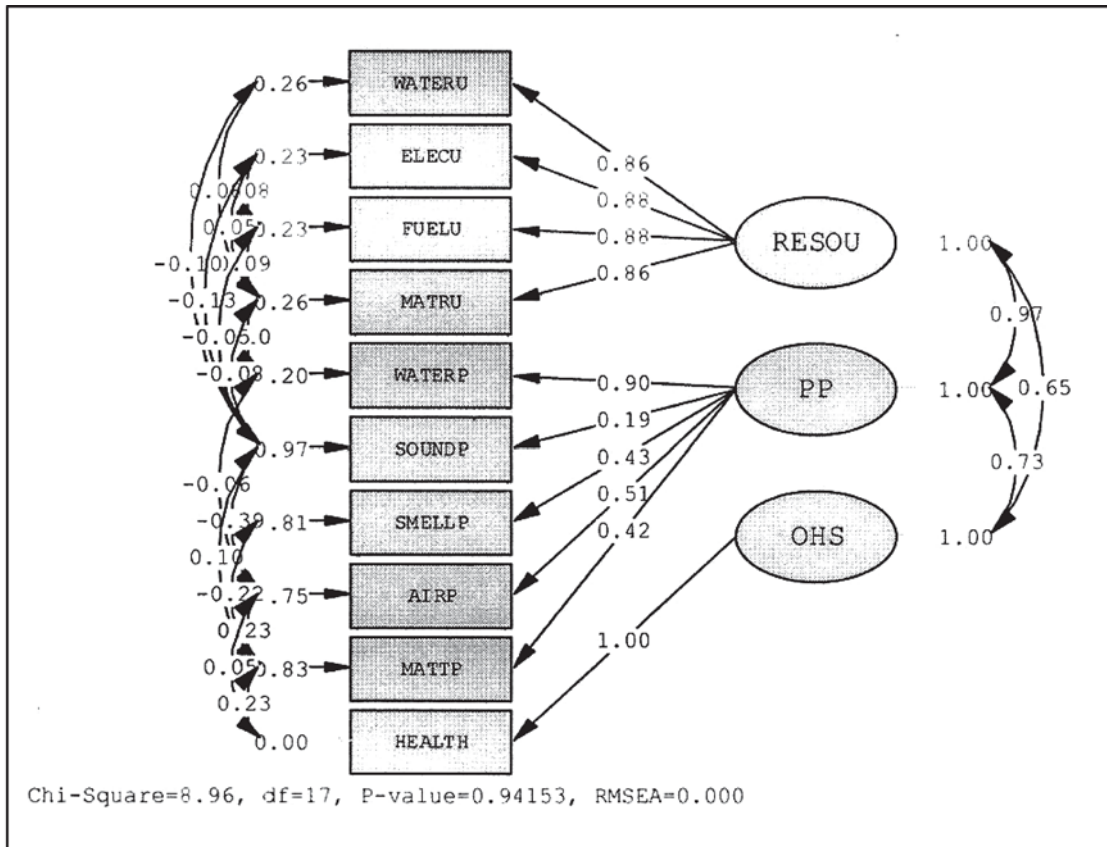 0.26 WATERU
0.86
0.23 ELECU
0.88
0.23 FUELU
0.88
RESOU 1.00
-0.10
0.86
-0.13 0.26 MATRU
0.97
WATERP
0.90
PP 1.00 0.65
0.19
0.97 SOUNDP
0.43
0.73
-0.06
0.51
SMELLP
0.42
OHS 1.00
0.10
AIRP
0.23
1.00
0.05 0.83 MATTP
0.23
0.00 HEALTH
Chi-Square=8.96, df=17, P-value=0.94153, RMSEA=0.000